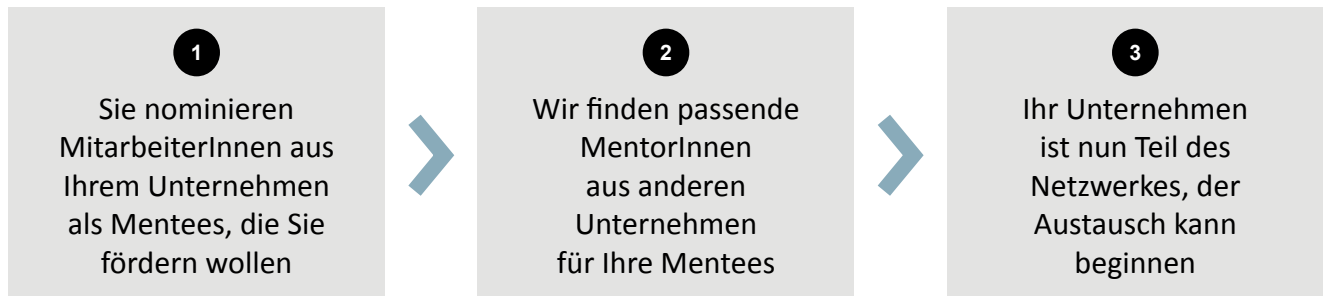 1
Sie nominieren
MitarbeiterInnen aus
Ihrem Unternehmen
als Mentees, die Sie
fördern wollen
2
Wir finden passende
MentorInnen
aus anderen
Unternehmen
für Ihre Mentees
3
Ihr Unternehmen
ist nun Teil des
Netzwerkes, der
Austausch kann
beginnen